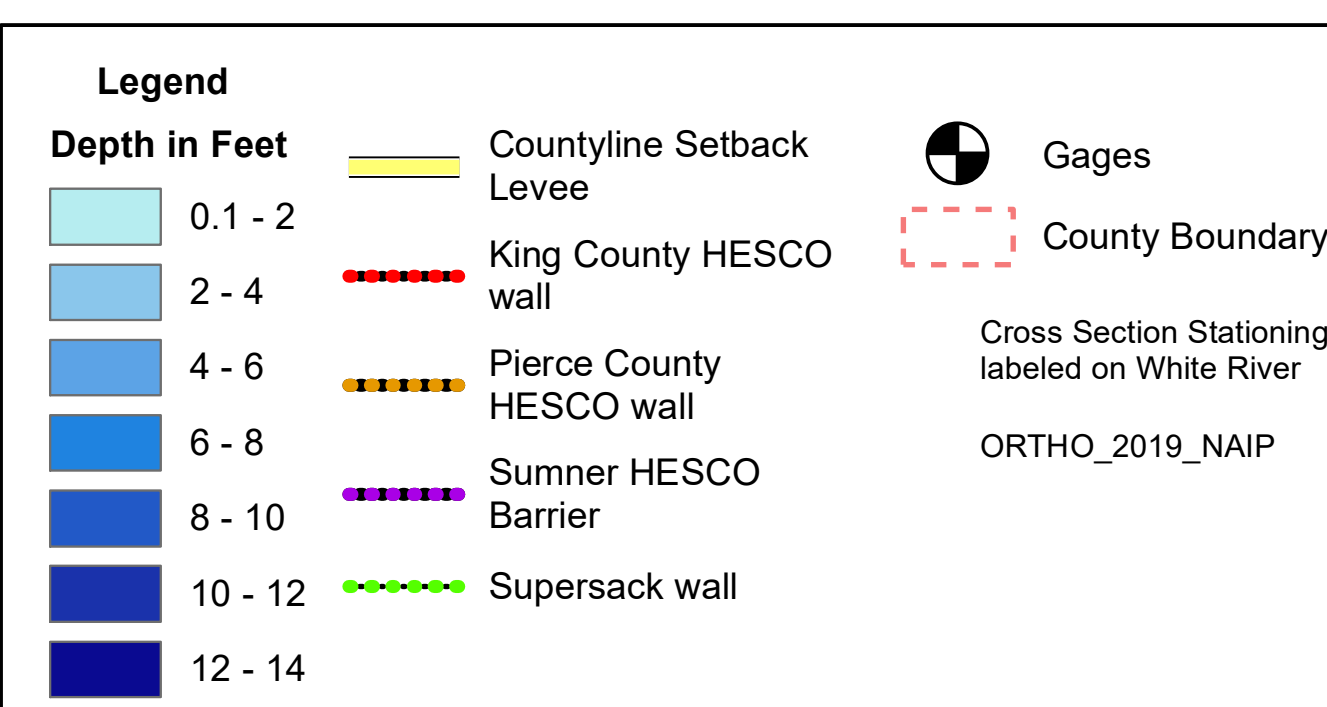 Legend
Depth in Feet
0.1 - 2
2 - 4
4 - 6
6 - 8
8 - 10
10 - 12
12 - 14
Countyline Setback
Levee
King County HESCO
wall
Pierce County
HESCO wall
Sumner HESCO
Barrier
Supersack wall
Gages
County Boundary
Cross Section Stationing
labeled on White River
ORTHO_2019_NAIP